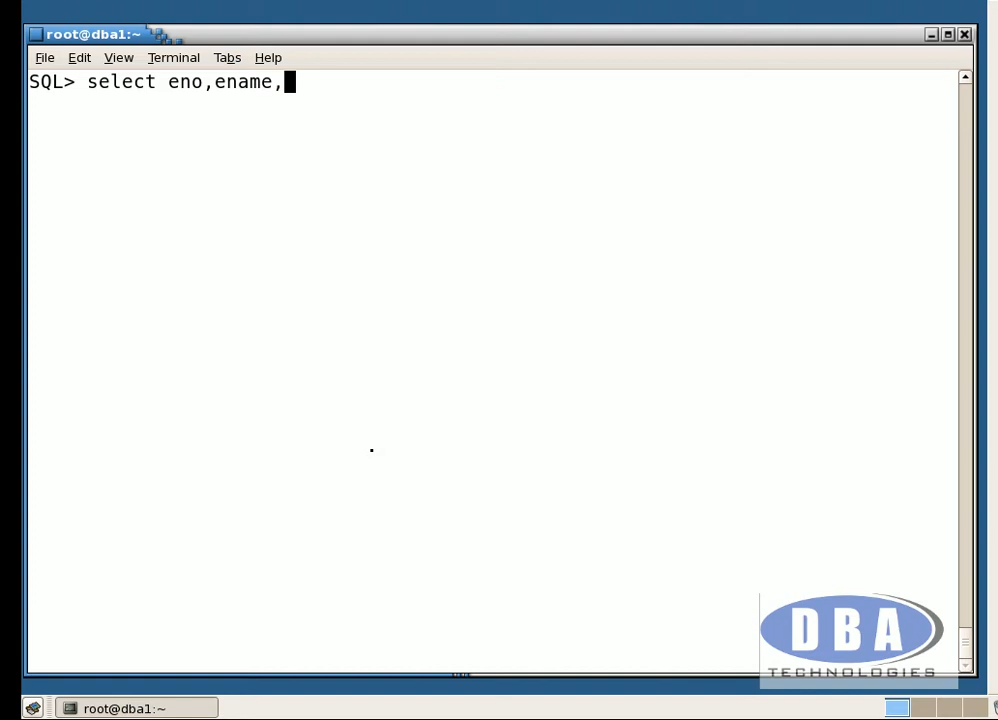 root@dba1:~
File Edit View Terminal Tabs Help
SQL> select eno,ename,
DBA
TECHNOLOGIES
root@dba1:~